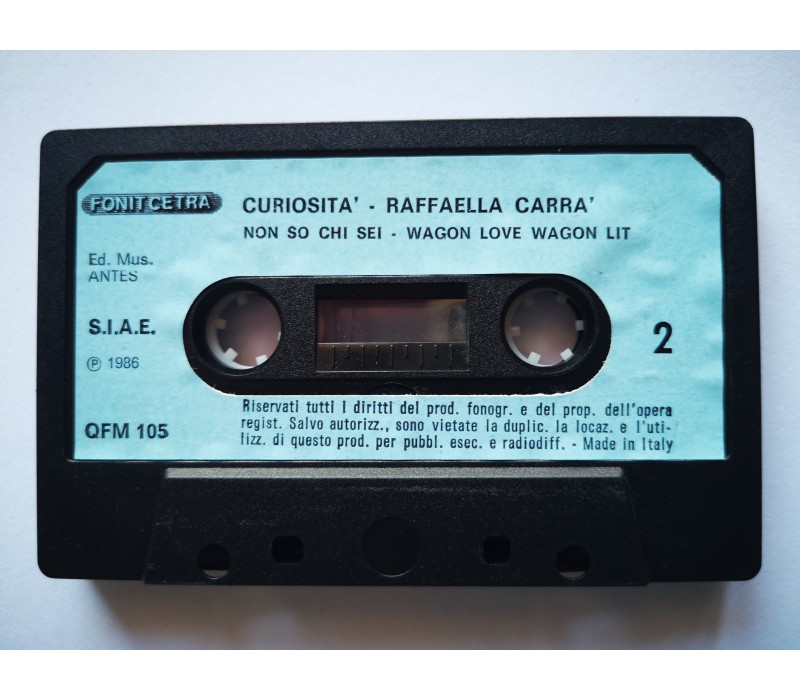 FONIT CETRA
CURIOSITA' - RAFFAELLA CARRA'
NON SO CHI SEI - WAGON LOVE WAGON LIT
Ed. Mus.
ANTES
S.I.A.E.
℗ 1986
2
QFM 105
Riservati tutti i diritti del prod. fonogr. e del prop. dell'opera
regist. Salvo autorizz., sono vietate la duplic. la locaz. e l'uti-
lizz. di questo prod. per pubbl. esec. e radiodiff. - Made in Italy